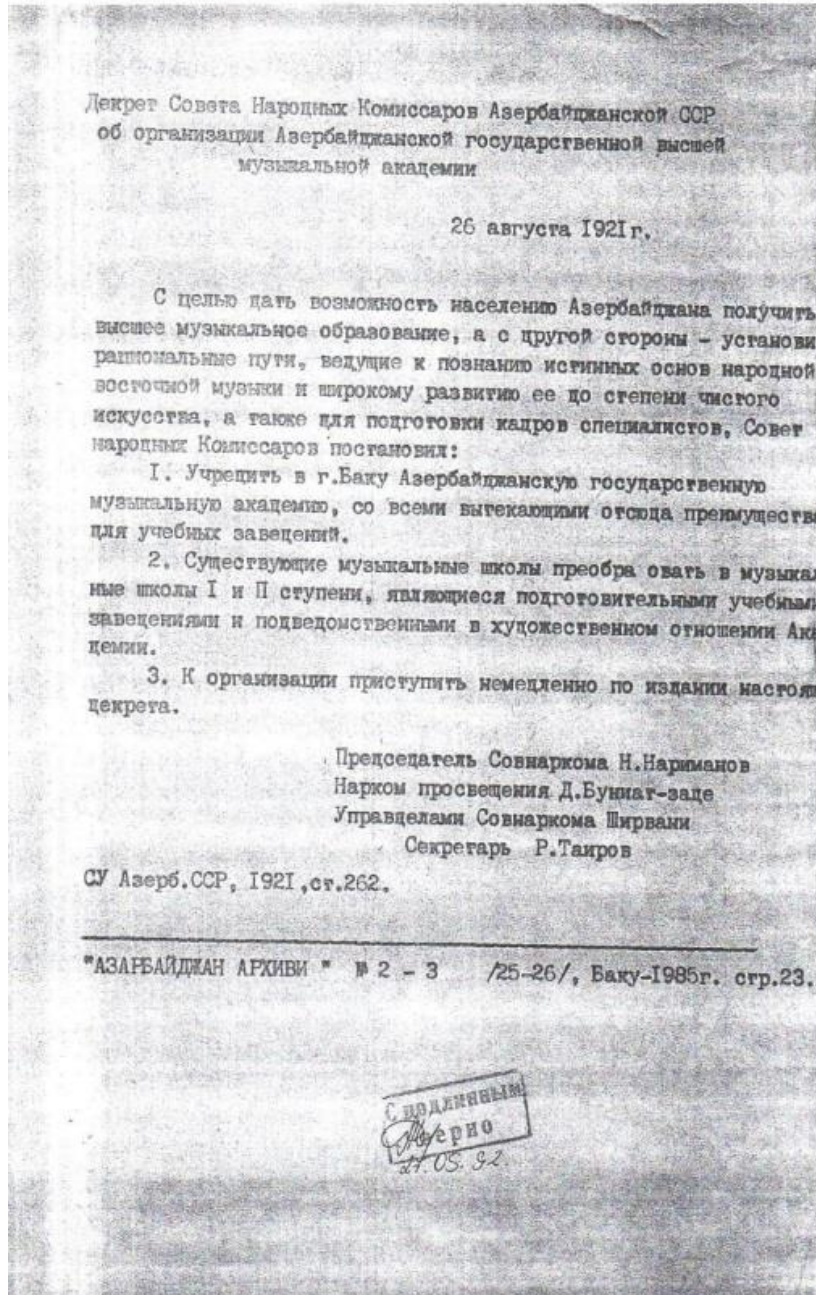 Декрет Совета Народных Комиссаров Азербайджанской ССР
об организации Азербайджанской государственной высшей
музыкальной академии
26 августа 1921г.
С целью дать возможность населению Азербайджана получить
высшее музыкальное образование, а с другой стороны – установи
рациональные пути, ведущие к познанию истинных основ народной
восточной музыки и широкому развитию ее до степени чистого
искусства, а также для подготовки кадров специалистов, Совет
народных Комиссаров постановил:
I. Учредить в г.Баку Азербайджанскую государственную
музыкальную академию, со всеми вытекающими отсюда преимущества
для учебных заведений.
2. Существующие музыкальные школы преобра овать в музыкал
ные школы I и П ступени, являющиеся подготовительными учебными
заведениями и подведомственными в художественном отношении Ака
демии.
3. К организации приступить немедленно по издании настоящ
декрета.
Председатель Совнаркома Н.Нариманов
Нарком просвещения Д.Буниат-заде
Управделами Совнаркома Ширвани
Секретарь Р.Таиров
СУ Азерб.ССР, I92I,ст.262.
"АЗАРБАЙДЖАН АРХИВИ " № 2 – 3 /25-26/, Баку-I985г. стр.23.
С подлинным
верно
27.05.92.